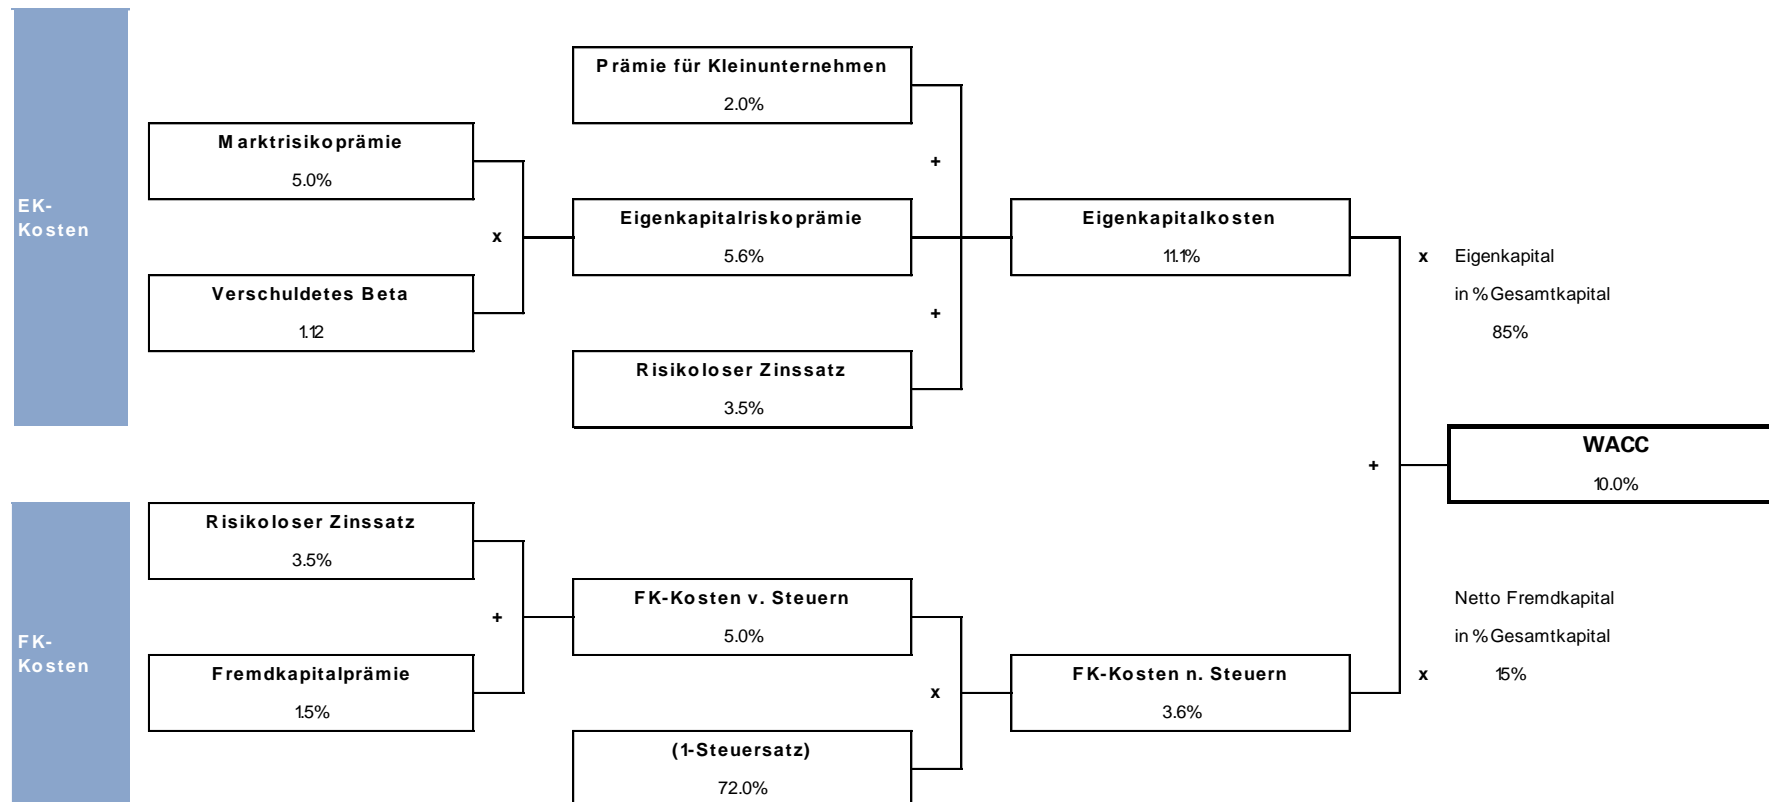 EK-
Kosten
Marktrisikoprämie
5.0%
x
Verschuldetes Beta
1.12
Prämie für Kleinunternehmen
2.0%
+
Eigenkapitalriskoprämie
5.6%
+
Risikoloser Zinssatz
3.5%
Eigenkapitalkosten
11.1%
x Eigenkapital
in % Gesamtkapital
85%
+
WACC
10.0%
FK-
Kosten
Risikoloser Zinssatz
3.5%
+
Fremdkapitalprämie
1.5%
FK-Kosten v. Steuern
5.0%
x
(1-Steuersatz)
72.0%
FK-Kosten n. Steuern
3.6%
Netto Fremdkapital
in % Gesamtkapital
x 15%